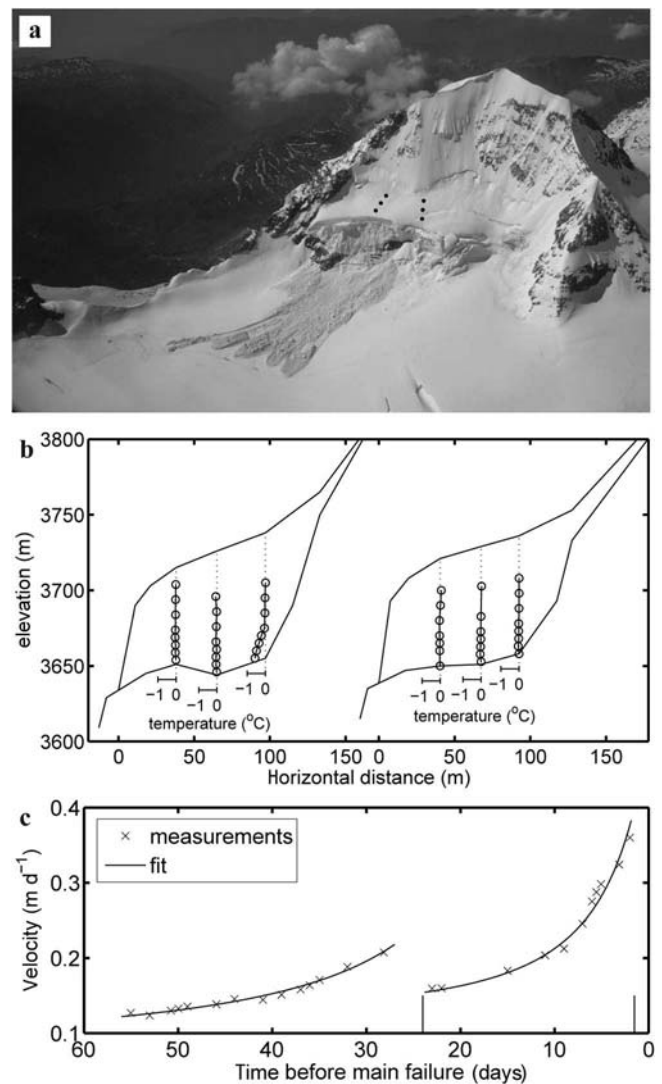 a
b
3800
3750
3700
3650
3600
elevation (m)
−1 0
−1 0
−1 0
temperature (°C)
−1 0
−1 0
−1 0
temperature (°C)
0 50 100 150 0 50 100 150
Horizontal distance (m)
c
0.4
0.3
0.2
0.1
Velocity (m d⁻¹)
measurements
fit
60 50 40 30 20 10 0
Time before main failure (days)